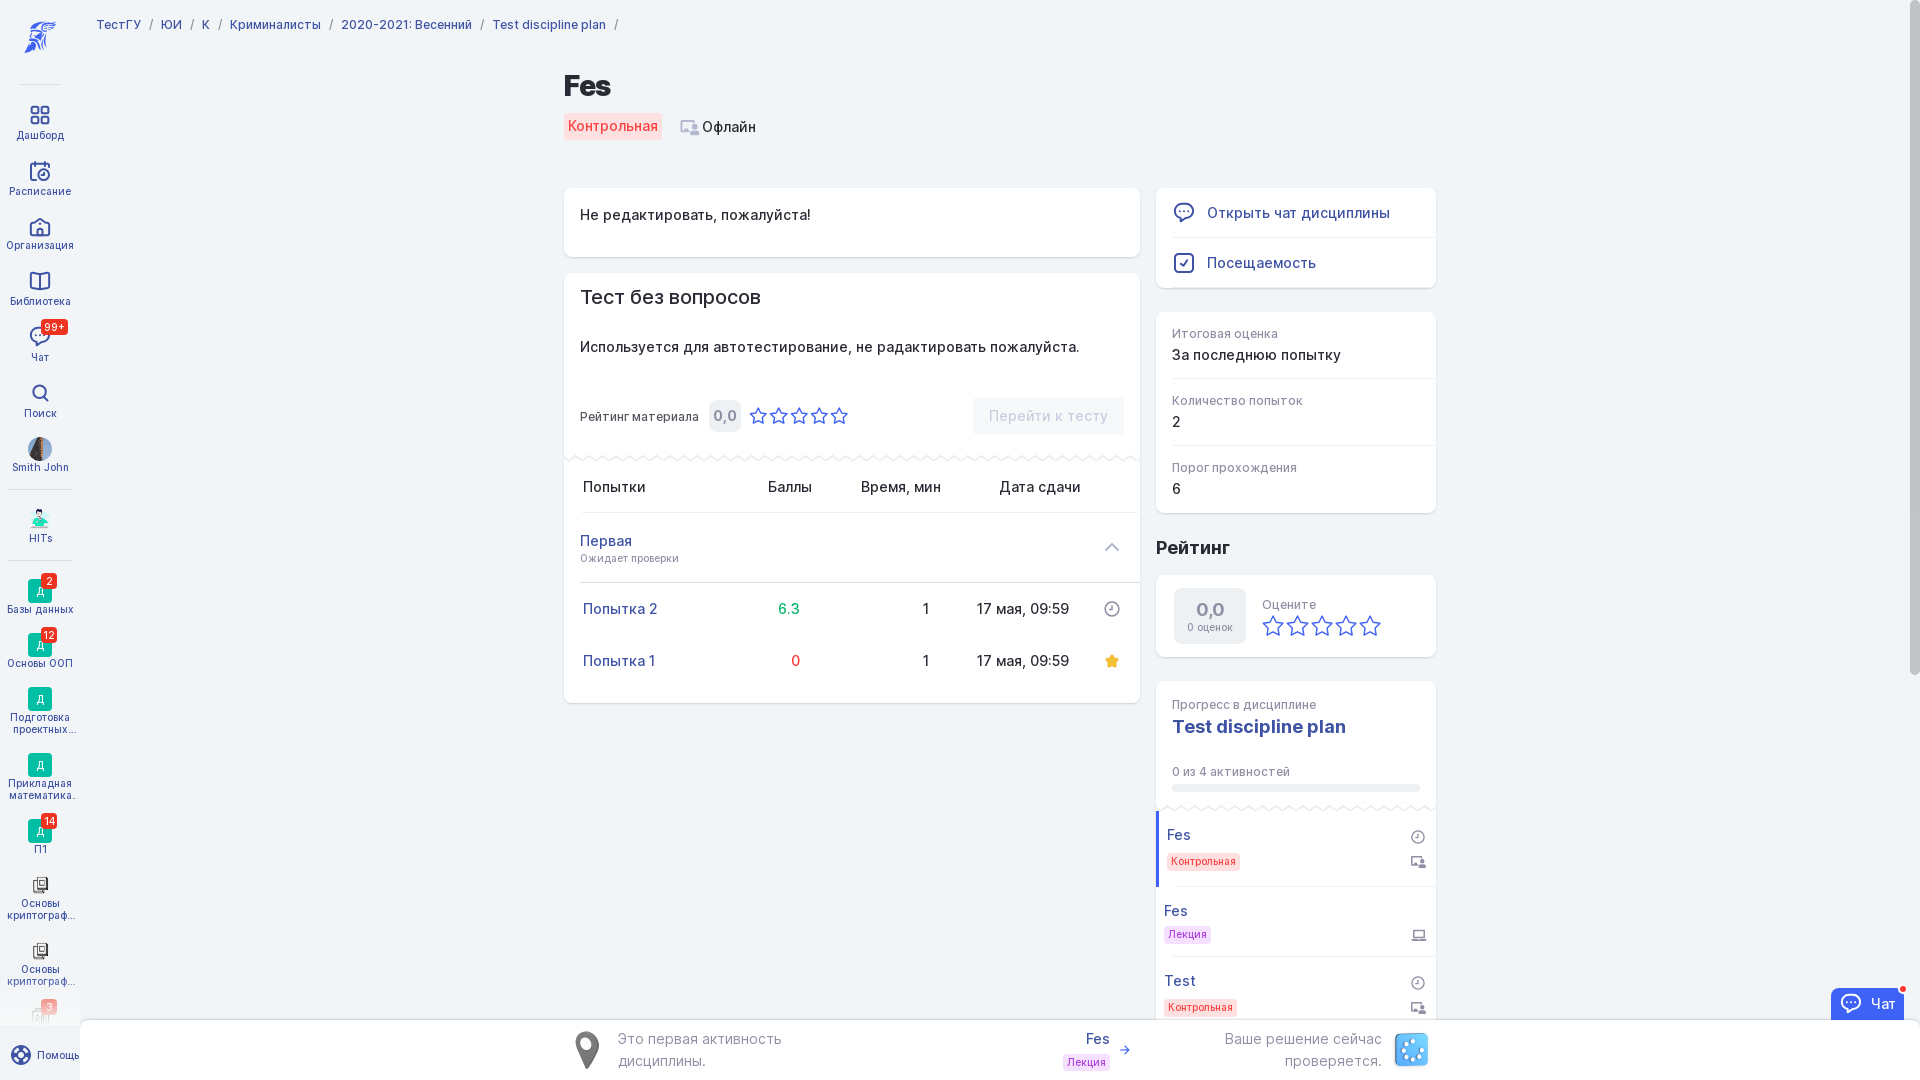 ТестГУ / ЮИ / К / Криминалисты / 2020-2021: Весенний / Test discipline plan /
Fes
Контрольная Офлайн
Дашборд
Расписание
Организация
Библиотека
99+
Чат
Поиск
Smith John
HITs
Д 2
Базы данных
Д 12
Основы ООП
Д
Подготовка
проектных...
Д
Прикладная
математика.
Д 14
П1
Основы
криптограф...
Основы
криптограф...
3
Помощь
Не редактировать, пожалуйста!
Тест без вопросов
Используется для автотестирование, не радактировать пожалуйста.
Рейтинг материала 0,0 Перейти к тесту
Попытки Баллы Время, мин Дата сдачи
Первая
Ожидает проверки
Попытка 2 6.3 1 17 мая, 09:59
Попытка 1 0 1 17 мая, 09:59
Открыть чат дисциплины
Посещаемость
Итоговая оценка
За последнюю попытку
Количество попыток
2
Порог прохождения
6
Рейтинг
0,0
0 оценок
Оцените
Прогресс в дисциплине
Test discipline plan
0 из 4 активностей
Fes
Контрольная
Fes
Лекция
Test
Контрольная
Чат
Это первая активность
дисциплины.
Fes
Лекция
Ваше решение сейчас
проверяется.